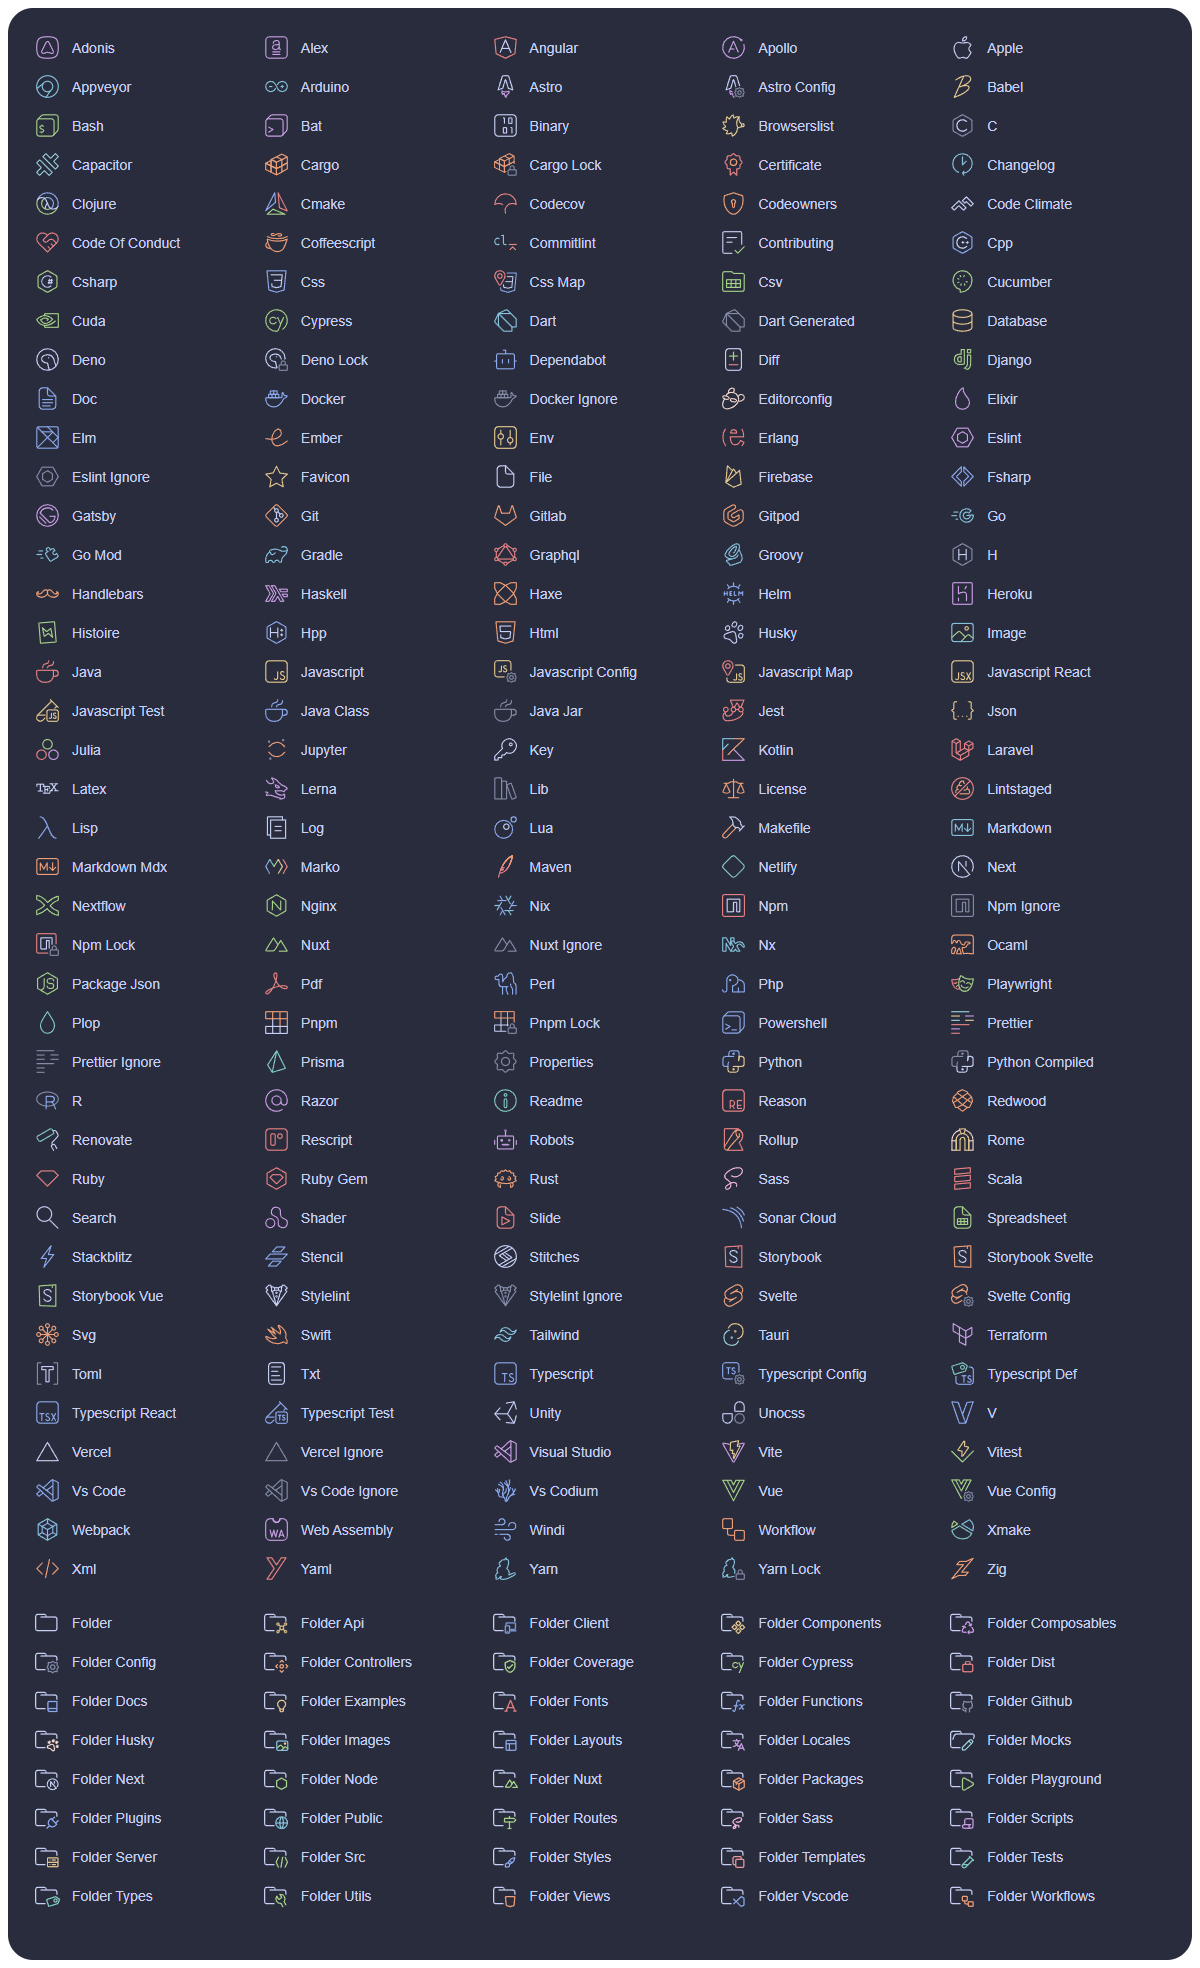 Adonis Alex Angular Apollo Apple
Appveyor Arduino Astro Astro Config Babel
Bash Bat Binary Browserslist C
Capacitor Cargo Cargo Lock Certificate Changelog
Clojure Cmake Codecov Codeowners Code Climate
Code Of Conduct Coffeescript Commitlint Contributing Cpp
Csharp Css Css Map Csv Cucumber
Cuda Cypress Dart Dart Generated Database
Deno Deno Lock Dependabot Diff Django
Doc Docker Docker Ignore Editorconfig Elixir
Elm Ember Env Erlang Eslint
Eslint Ignore Favicon File Firebase Fsharp
Gatsby Git Gitlab Gitpod Go
Go Mod Gradle Graphql Groovy H
Handlebars Haskell Haxe Helm Heroku
Histoire Hpp Html Husky Image
Java Javascript Javascript Config Javascript Map Javascript React
Javascript Test Java Class Java Jar Jest Json
Julia Jupyter Key Kotlin Laravel
Latex Lerna Lib License Lintstaged
Lisp Log Lua Makefile Markdown
Markdown Mdx Marko Maven Netlify Next
Nextflow Nginx Nix Npm Npm Ignore
Npm Lock Nuxt Nuxt Ignore Nx Ocaml
Package Json Pdf Perl Php Playwright
Plop Pnpm Pnpm Lock Powershell Prettier
Prettier Ignore Prisma Properties Python Python Compiled
R Razor Readme Reason Redwood
Renovate Rescript Robots Rollup Rome
Ruby Ruby Gem Rust Sass Scala
Search Shader Slide Sonar Cloud Spreadsheet
Stackblitz Stencil Stitches Storybook Storybook Svelte
Storybook Vue Stylelint Stylelint Ignore Svelte Svelte Config
Svg Swift Tailwind Tauri Terraform
Toml Txt Typescript Typescript Config Typescript Def
Typescript React Typescript Test Unity Unocss V
Vercel Vercel Ignore Visual Studio Vite Vitest
Vs Code Vs Code Ignore Vs Codium Vue Vue Config
Webpack Web Assembly Windi Workflow Xmake
Xml Yaml Yarn Yarn Lock Zig
Folder Folder Api Folder Client Folder Components Folder Composables
Folder Config Folder Controllers Folder Coverage Folder Cypress Folder Dist
Folder Docs Folder Examples Folder Fonts Folder Functions Folder Github
Folder Husky Folder Images Folder Layouts Folder Locales Folder Mocks
Folder Next Folder Node Folder Nuxt Folder Packages Folder Playground
Folder Plugins Folder Public Folder Routes Folder Sass Folder Scripts
Folder Server Folder Src Folder Styles Folder Templates Folder Tests
Folder Types Folder Utils Folder Views Folder Vscode Folder Workflows